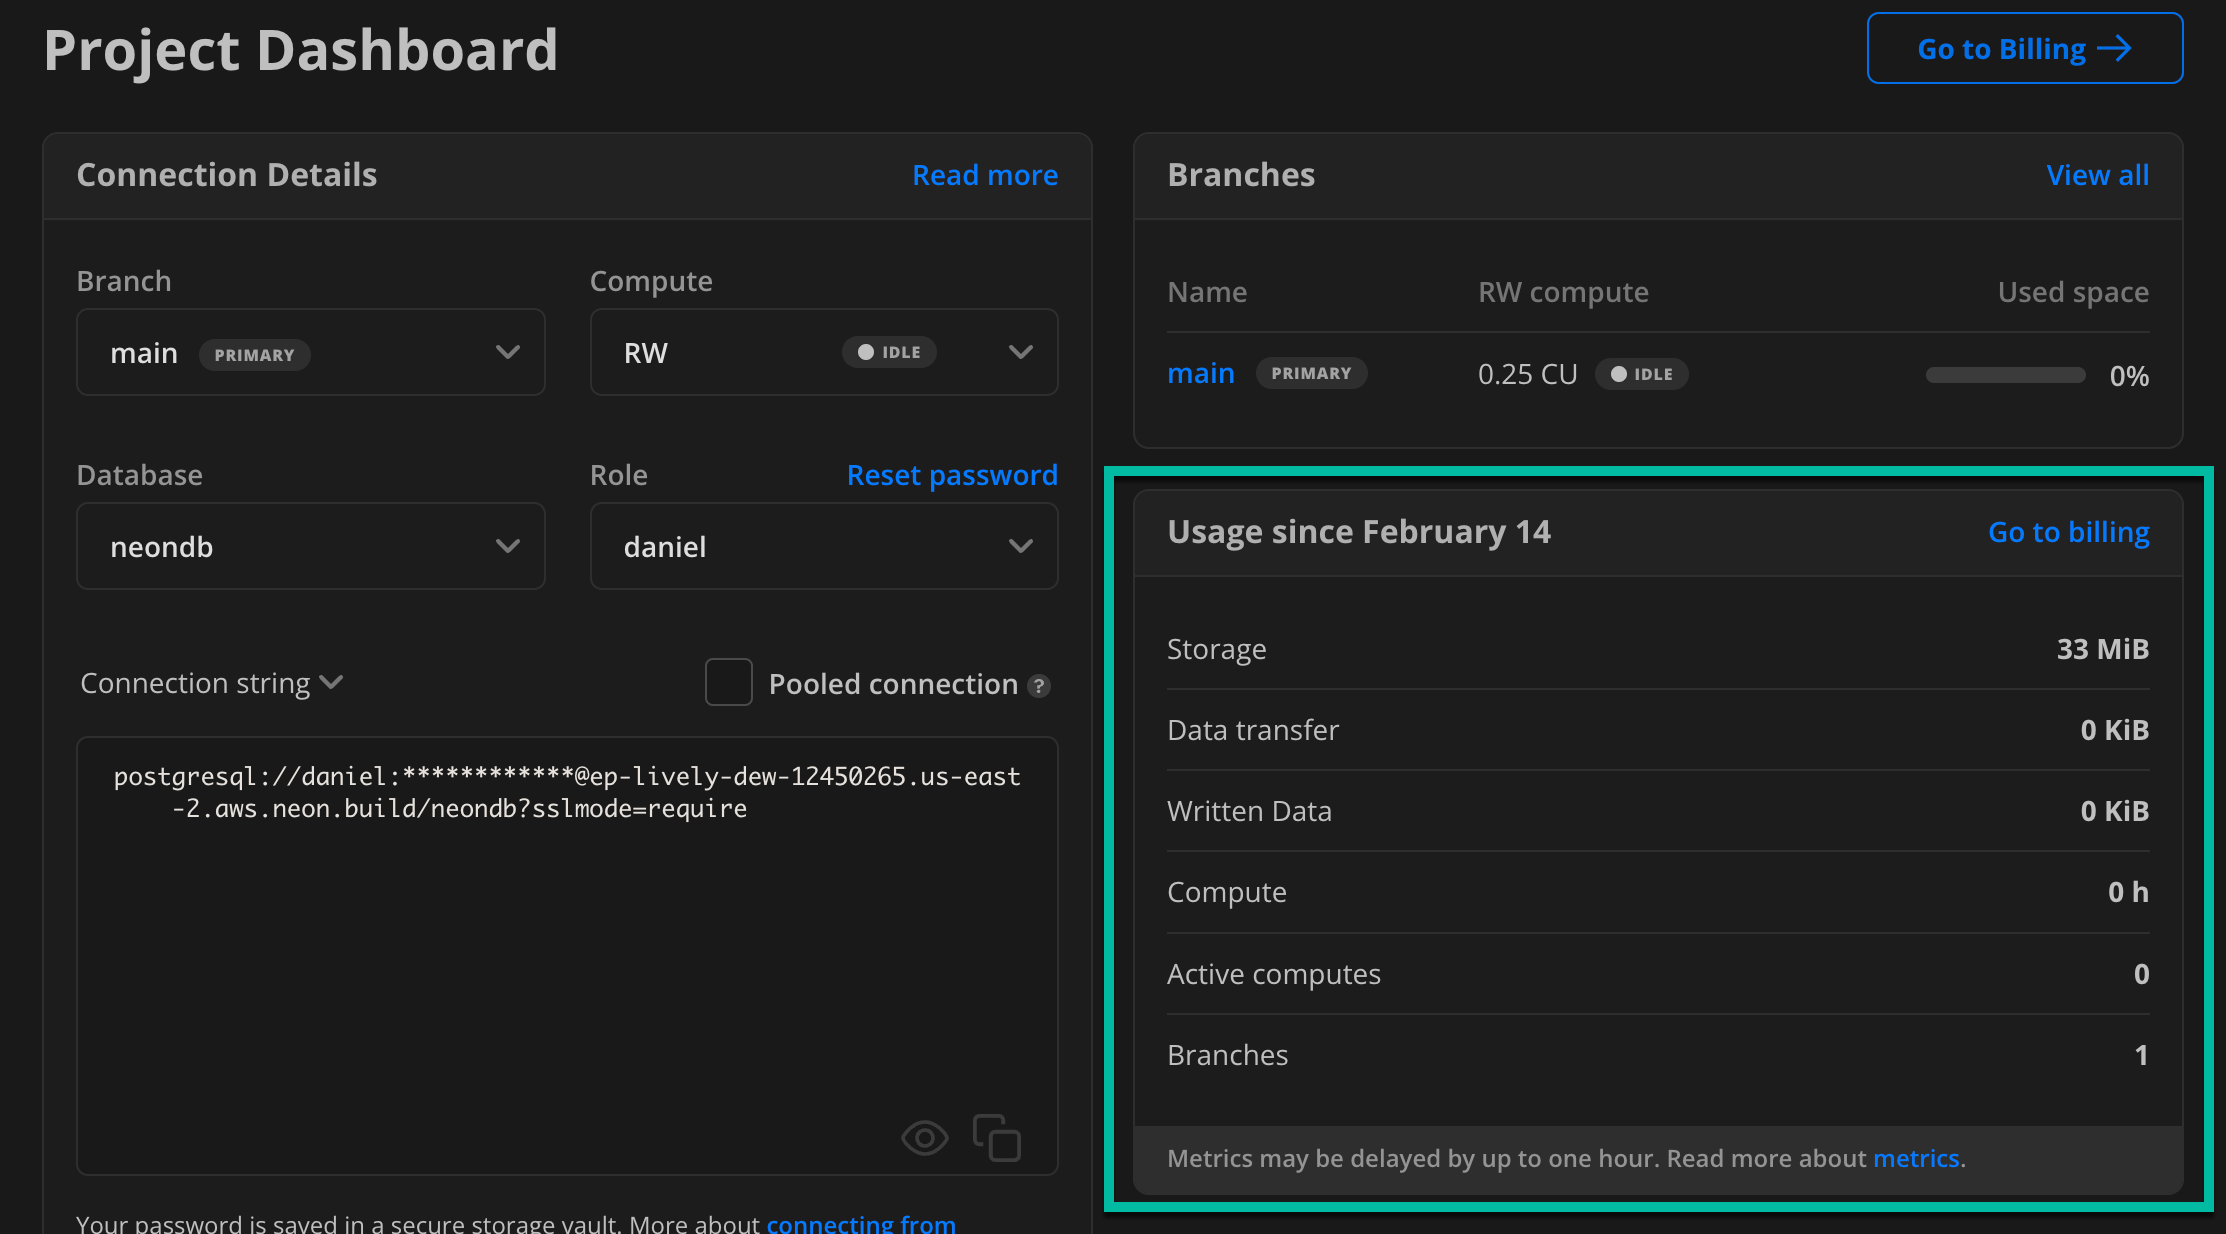 Project Dashboard
Go to Billing →
Connection Details
Read more
Branch
Compute
main PRIMARY
RW IDLE
Database
Role
Reset password
neondb
daniel
Connection string
Pooled connection ?
postgresql://daniel:************@ep-lively-dew-12450265.us-east
-2.aws.neon.build/neondb?sslmode=require
Your password is saved in a secure storage vault. More about connecting from
Branches
View all
Name
RW compute
Used space
main PRIMARY
0.25 CU IDLE
0%
Usage since February 14
Go to billing
Storage
33 MiB
Data transfer
0 KiB
Written Data
0 KiB
Compute
0 h
Active computes
0
Branches
1
Metrics may be delayed by up to one hour. Read more about metrics.